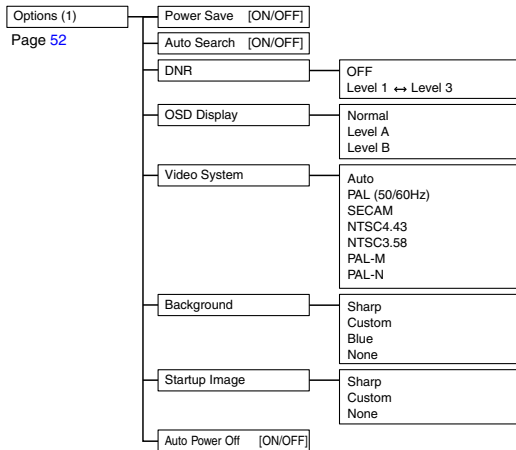 Options (1)
Page 52
Power Save [ON/OFF]
Auto Search [ON/OFF]
DNR
OFF
Level 1 ↔ Level 3
OSD Display
Normal
Level A
Level B
Video System
Auto
PAL (50/60Hz)
SECAM
NTSC4.43
NTSC3.58
PAL-M
PAL-N
Background
Sharp
Custom
Blue
None
Startup Image
Sharp
Custom
None
Auto Power Off [ON/OFF]